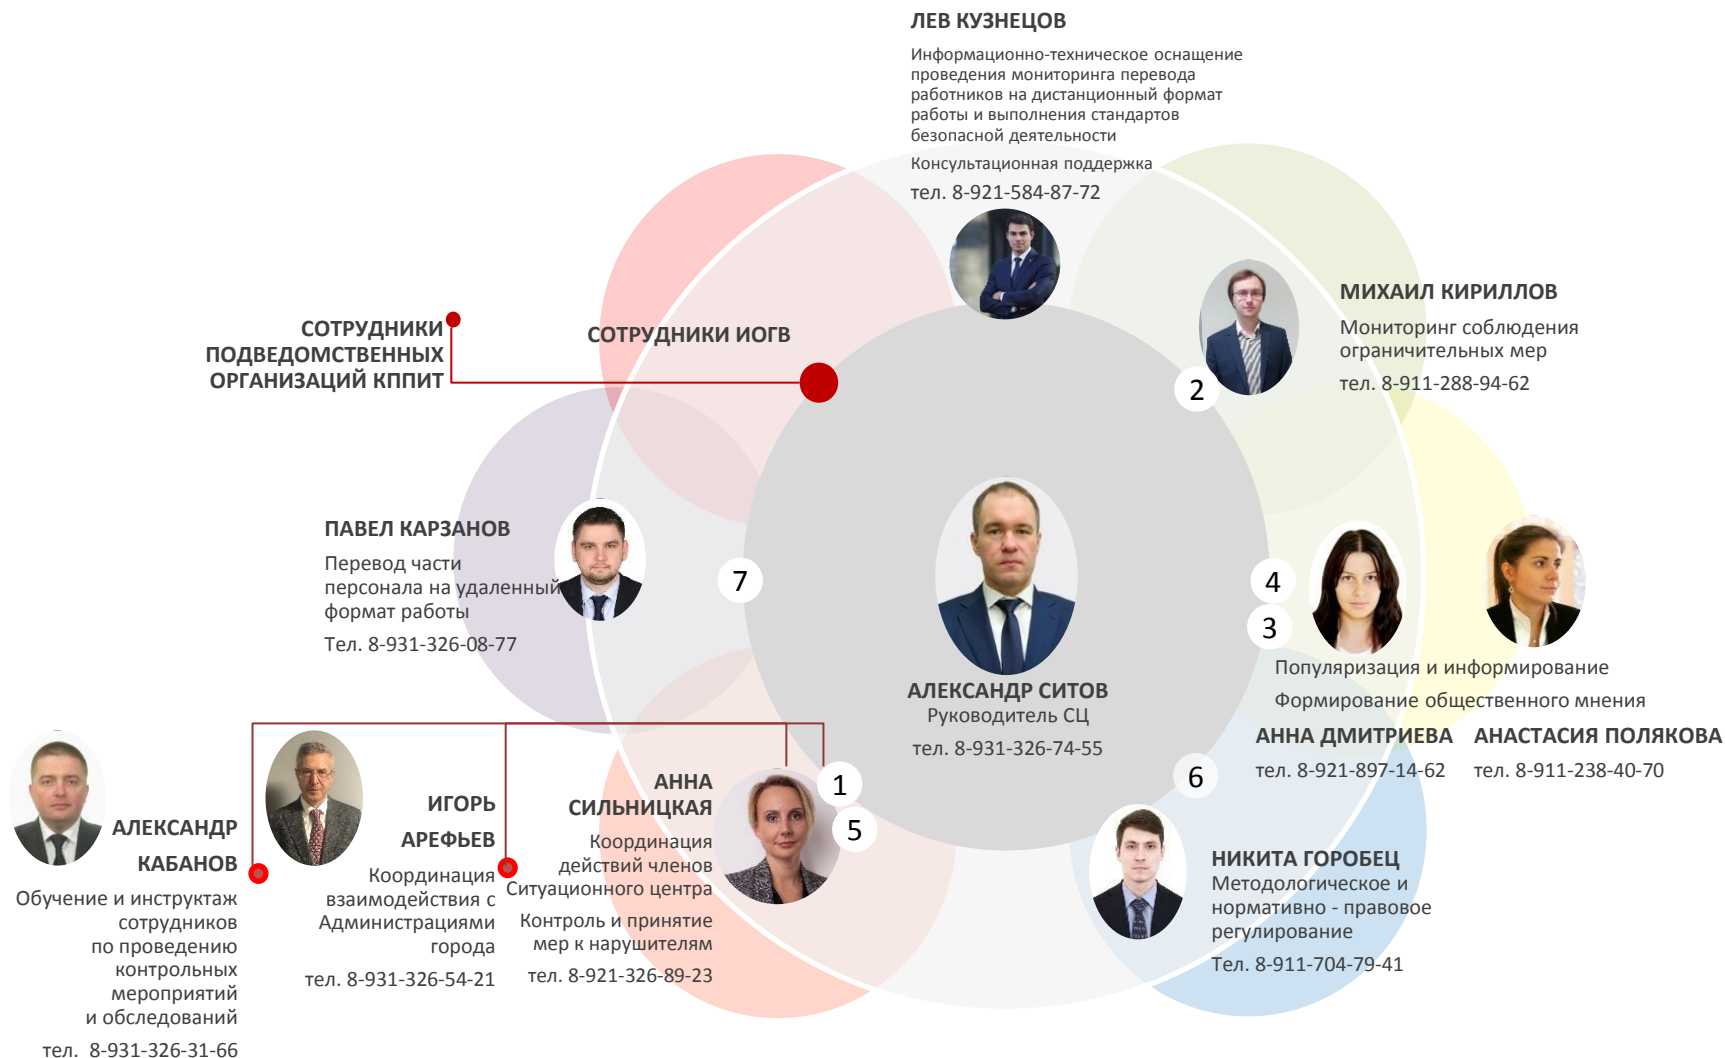 ЛЕВ КУЗНЕЦОВ
Информационно-техническое оснащение
проведения мониторинга перевода
работников на дистанционный формат
работы и выполнения стандартов
безопасной деятельности
Консультационная поддержка
тел. 8-921-584-87-72
МИХАИЛ КИРИЛЛОВ
Мониторинг соблюдения
ограничительных мер
тел. 8-911-288-94-62
2
СОТРУДНИКИ
ПОДВЕДОМСТВЕННЫХ
ОРГАНИЗАЦИЙ КППИТ
СОТРУДНИКИ ИОГВ
ПАВЕЛ КАРЗАНОВ
Перевод части
персонала на удаленный
формат работы
Тел. 8-931-326-08-77
7
АЛЕКСАНДР СИТОВ
Руководитель СЦ
тел. 8-931-326-74-55
4
3
Популяризация и информирование
Формирование общественного мнения
АННА ДМИТРИЕВА
тел. 8-921-897-14-62
АНАСТАСИЯ ПОЛЯКОВА
тел. 8-911-238-40-70
АЛЕКСАНДР
КАБАНОВ
Обучение и инструктаж
сотрудников
по проведению
контрольных
мероприятий
и обследований
тел. 8-931-326-31-66
ИГОРЬ
АРЕФЬЕВ
Координация
взаимодействия с
Администрациями
города
тел. 8-931-326-54-21
АННА
СИЛЬНИЦКАЯ
Координация
действий членов
Ситуационного центра
Контроль и принятие
мер к нарушителям
тел. 8-921-326-89-23
1
5
6
НИКИТА ГОРОБЕЦ
Методологическое и
нормативно - правовое
регулирование
Тел. 8-911-704-79-41